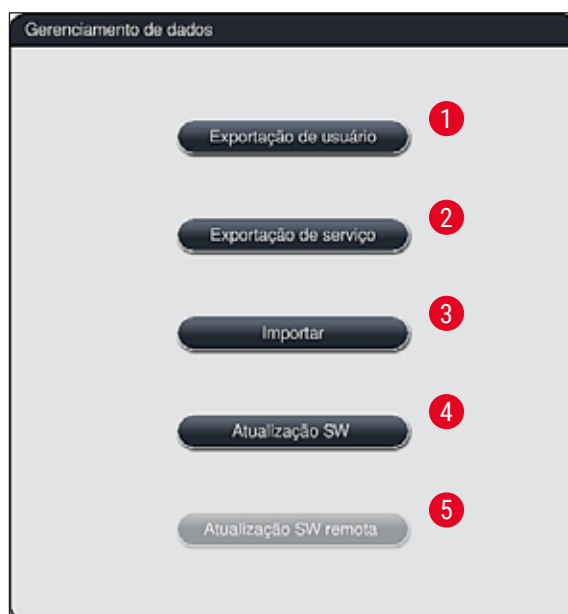 Gerenciamento de dados
Exportação de usuário
1
Exportação de serviço
2
Importar
3
Atualização SW
4
Atualização SW remota
5